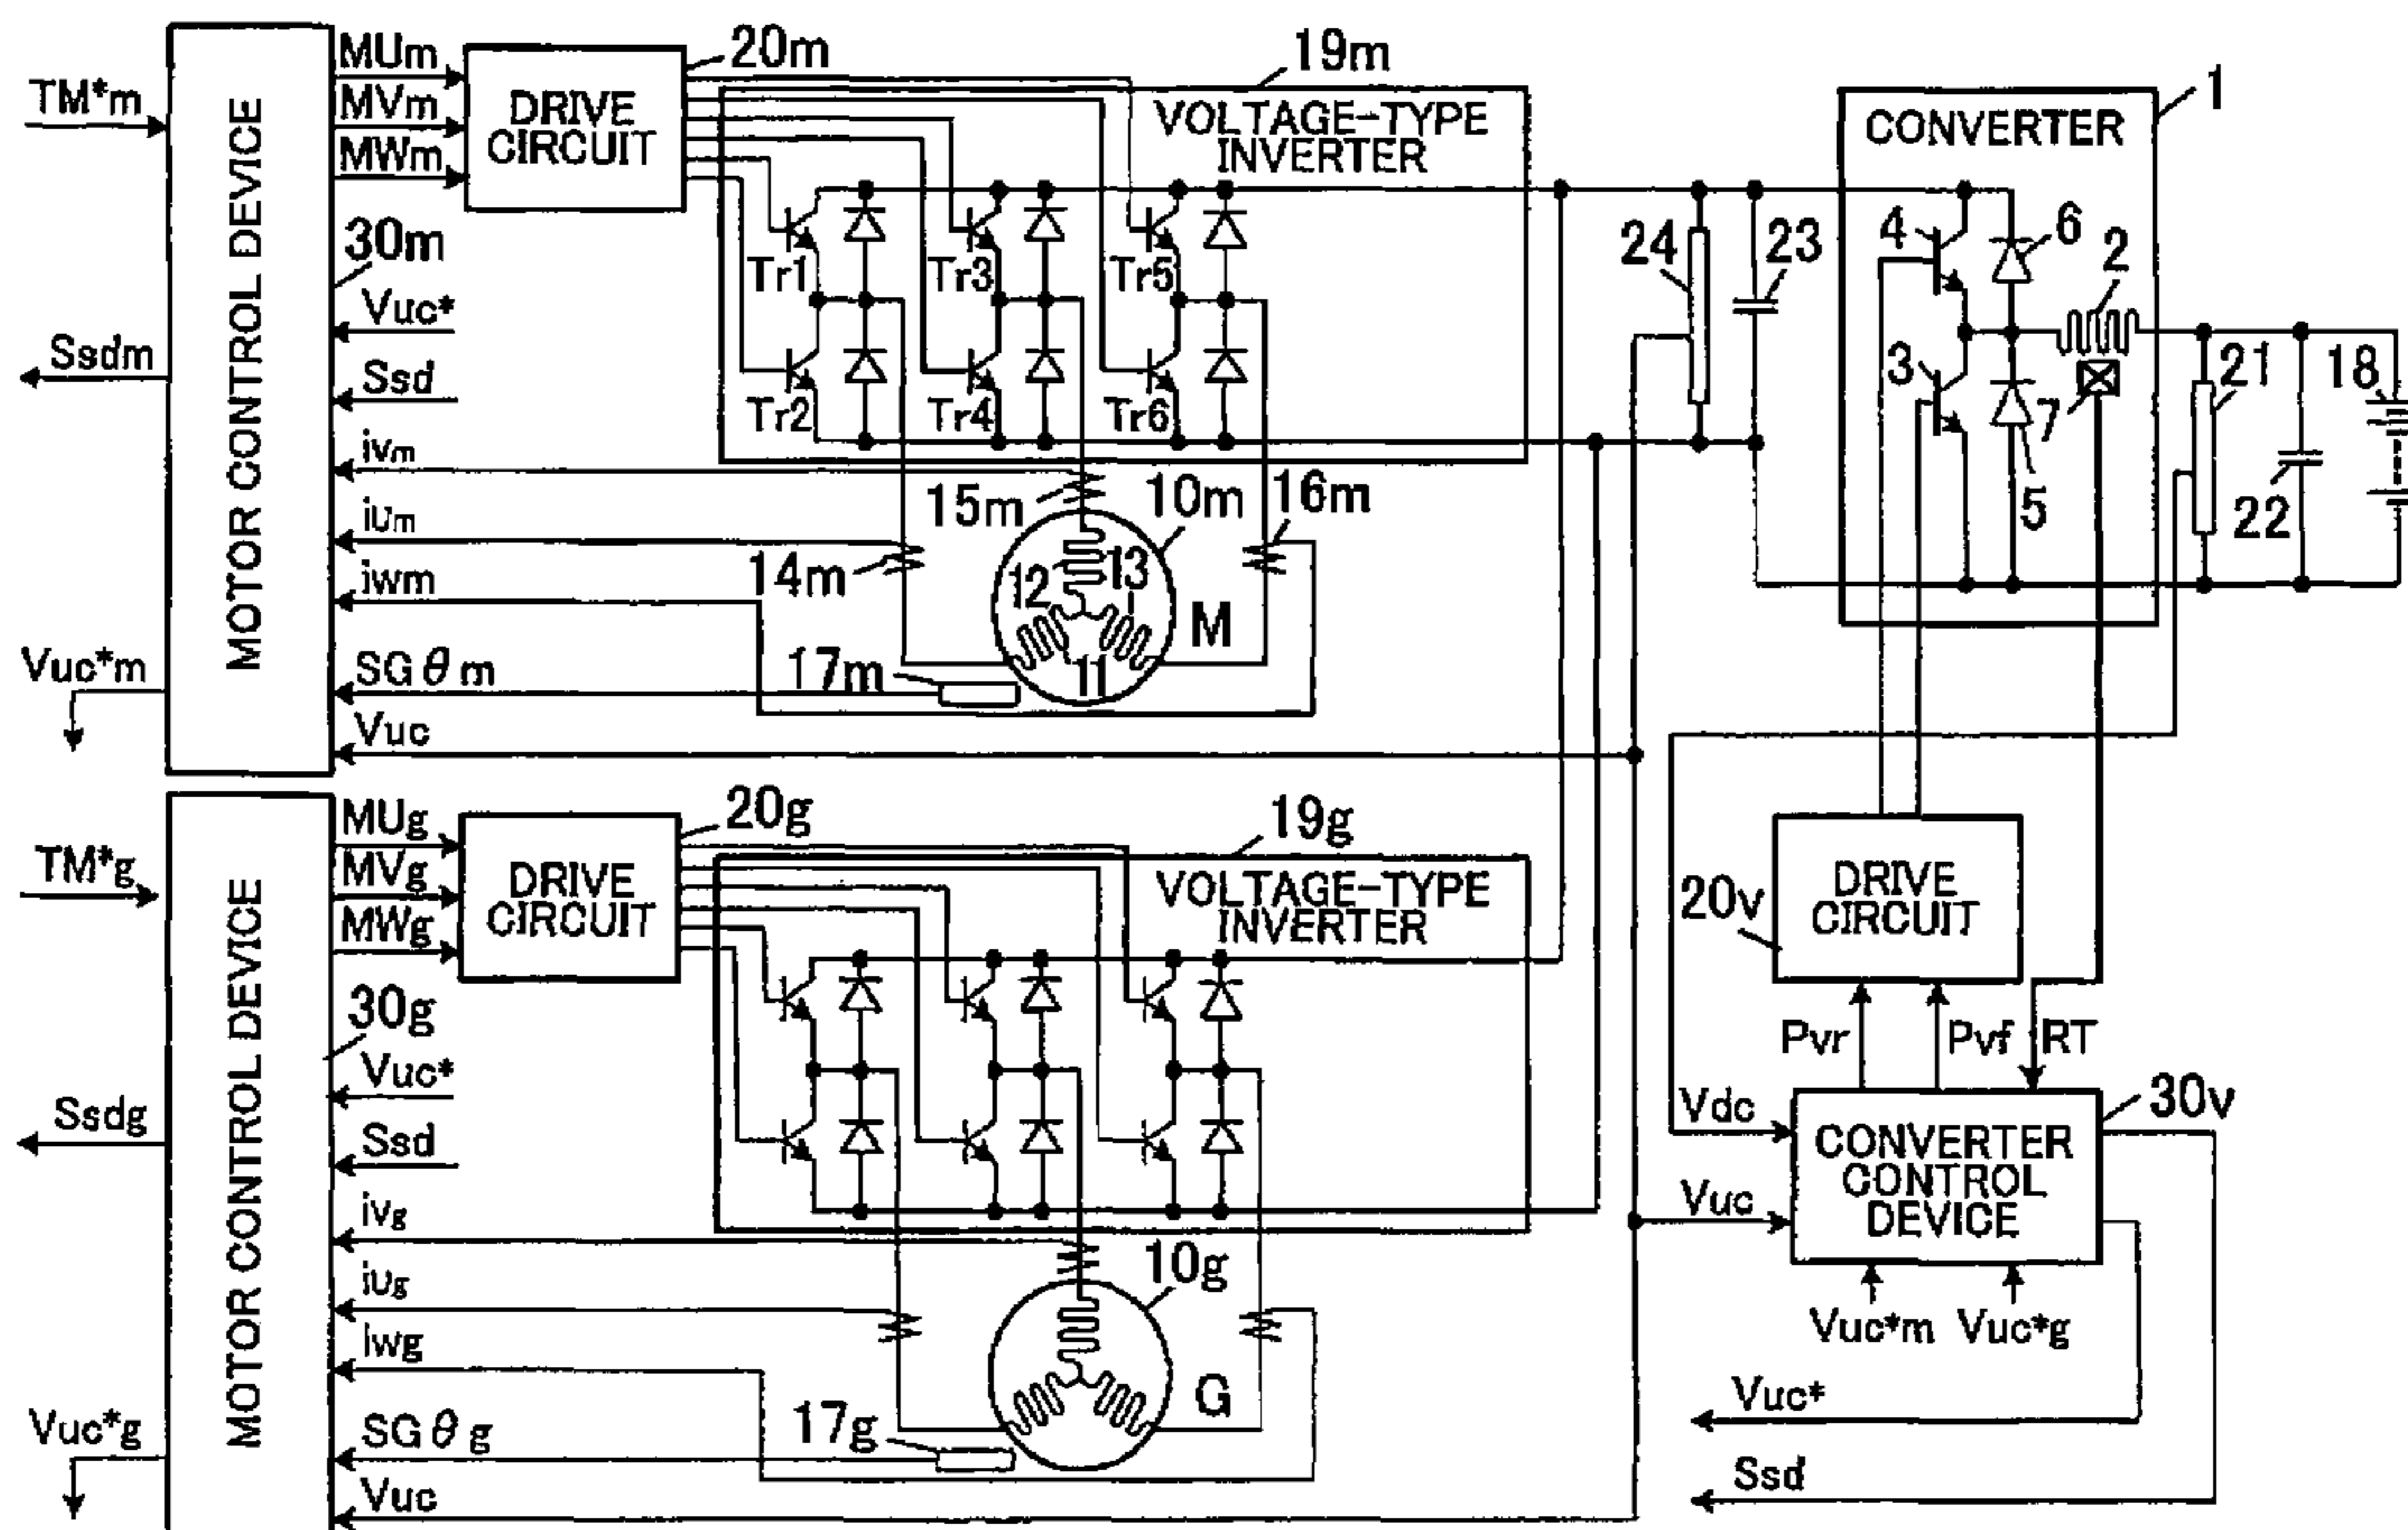 MUm
20m
19m
TM*m
MVm
DRIVE
CIRCUIT
VOLTAGE-TYPE
INVERTER
CONVERTER
1
MWm
MOTOR CONTROL DEVICE
30m
Tr1
Tr3
Tr5
24
23
4
6
2
Vuc*
Ssdm
Ssd
Tr2
Tr4
Tr6
3
7
21
18
ivm
15m
10m
16m
5
22
ium
14m
12
13
iwm
M
Vuc*m
SGθm
17m
11
Vuc
MUg
20g
19g
TM*g
MVg
DRIVE
CIRCUIT
VOLTAGE-TYPE
INVERTER
MWg
20v
DRIVE
CIRCUIT
MOTOR CONTROL DEVICE
30g
Pvr
Pvf
RT
Vuc*
Vdc
30v
Ssdg
Ssd
CONVERTER
CONTROL
DEVICE
Vuc
ivg
10g
iug
Vuc*m
Vuc*g
iwg
G
Vuc*
Vuc*g
SGθg
17g
Ssd
Vuc